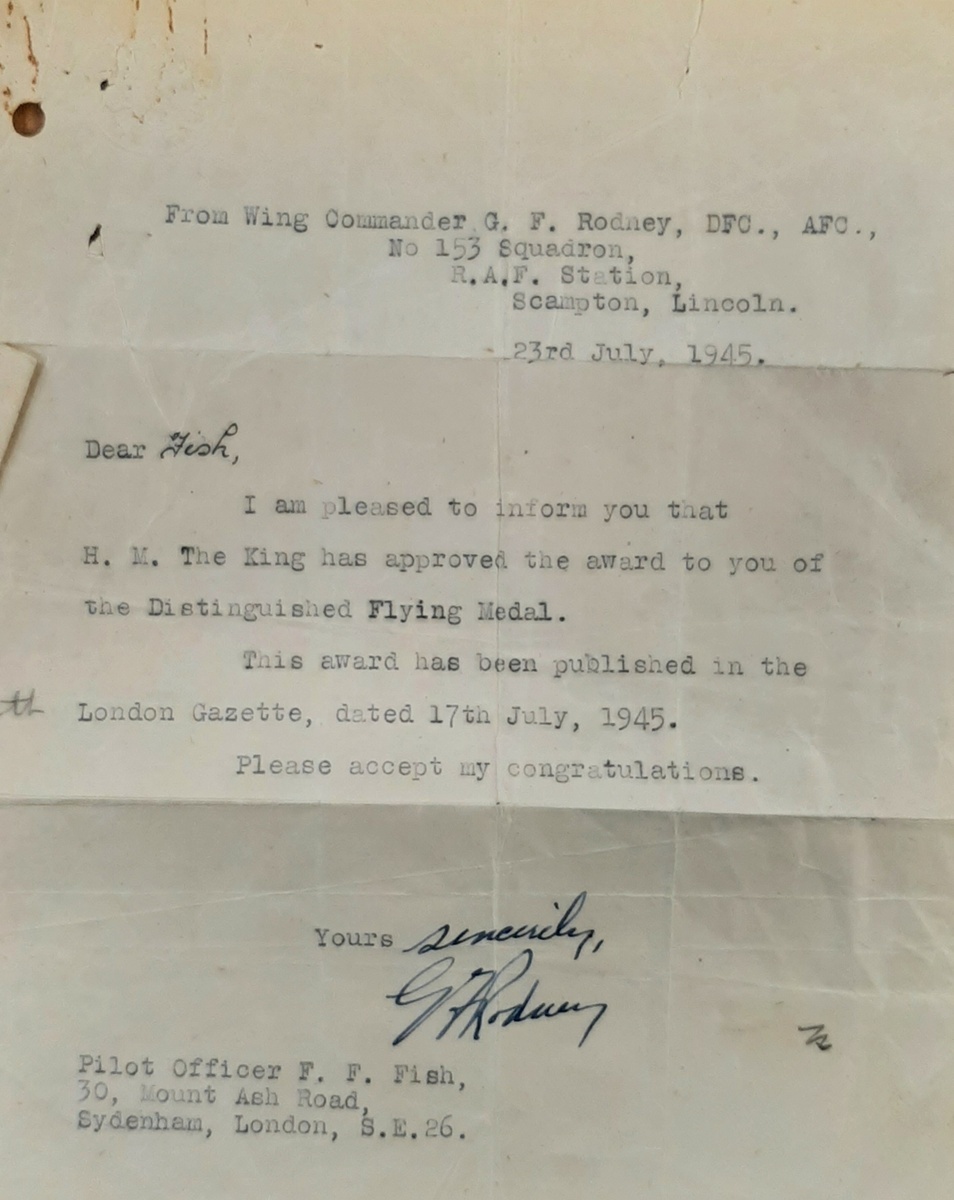 From Wing Commander G. F. Rodney, DFC., AFC.,
No 153 Squadron,
R.A.F. Station,
Scampton, Lincoln.
23rd July, 1945.
Dear Fish,
I am pleased to inform you that
H. M. The King has approved the award to you of
the Distinguished Flying Medal.
This award has been published in the
th
London Gazette, dated 17th July, 1945.
Please accept my congratulations.
Yours sincerily,
G F Rodney
Pilot Officer F. F. Fish,
30, Mount Ash Road,
Sydenham, London, S.E.26.